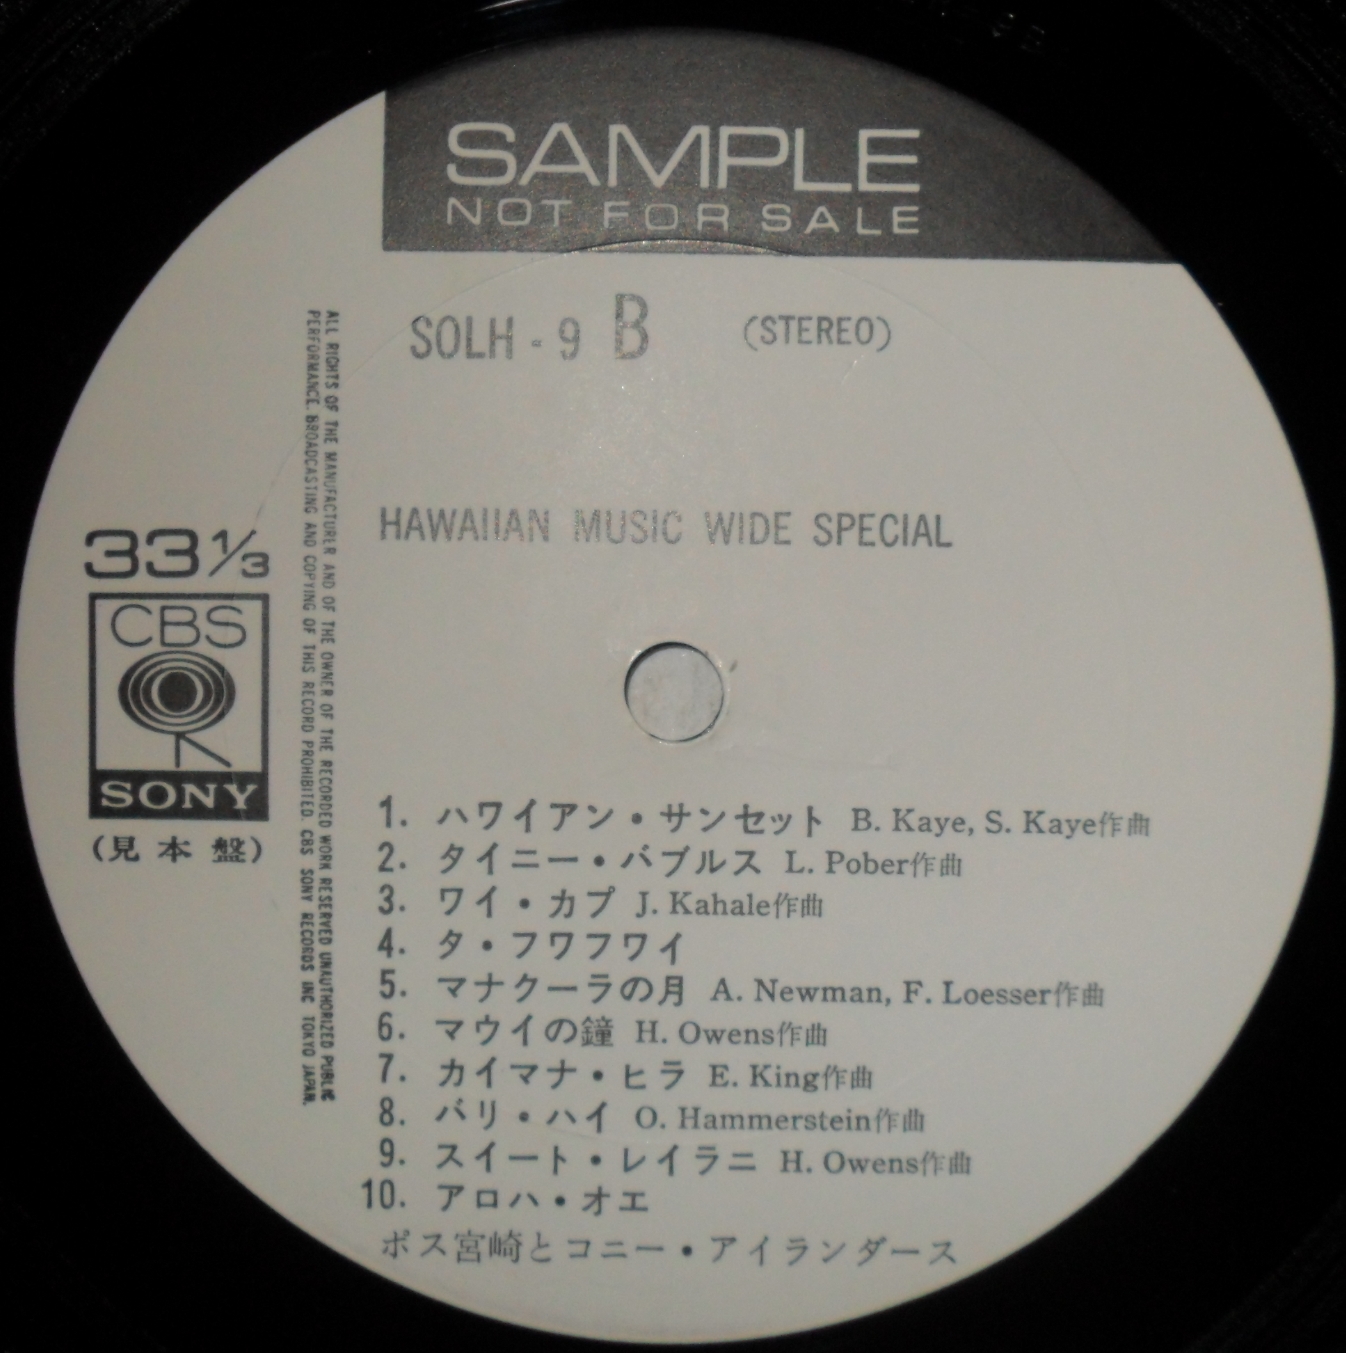 SAMPLE
NOT FOR SALE
SOLH - 9 B (STEREO)
HAWAIIAN MUSIC WIDE SPECIAL
33⅓
CBS
SONY
(見本盤)
ALL RIGHTS OF THE MANUFACTURER AND OF THE OWNER OF THE RECORDED WORK RESERVED UNAUTHORIZED PUBLIC
PERFORMANCE. BROADCASTING AND COPYING OF THIS RECORD PROHIBITED. CBS SONY RECORDS INC TOKYO JAPAN.
1. ハワイアン・サンセット B. Kaye, S. Kaye作曲
2. タイニー・バブルス L. Pober作曲
3. ワイ・カプ J. Kahale作曲
4. タ・フワフワイ
5. マナクーラの月 A. Newman, F. Loesser作曲
6. マウイの鐘 H. Owens作曲
7. カイマナ・ヒラ E. King作曲
8. バリ・ハイ O. Hammerstein作曲
9. スイート・レイラニ H. Owens作曲
10. アロハ・オエ
ポス宮崎とコニー・アイランダース